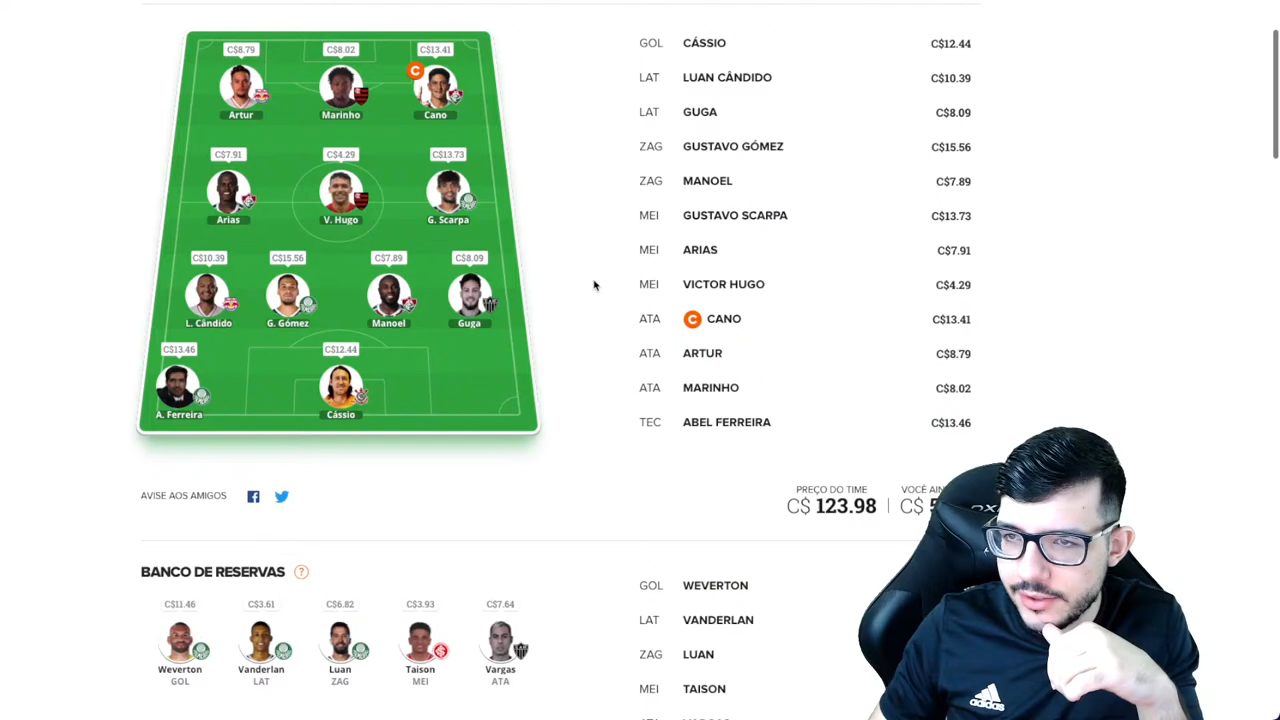 C$8.79 C$8.02 C$13.41
C
Artur Marinho Cano
C$7.91 C$4.29 C$13.73
Arias V. Hugo G. Scarpa
C$10.39 C$15.56 C$7.89 C$8.09
L. Cândido G. Gómez Manoel Guga
C$13.46 C$12.44
A. Ferreira Cássio
GOL CÁSSIO C$12.44
LAT LUAN CÂNDIDO C$10.39
LAT GUGA C$8.09
ZAG GUSTAVO GÓMEZ C$15.56
ZAG MANOEL C$7.89
MEI GUSTAVO SCARPA C$13.73
MEI ARIAS C$7.91
MEI VICTOR HUGO C$4.29
ATA C CANO C$13.41
ATA ARTUR C$8.79
ATA MARINHO C$8.02
TEC ABEL FERREIRA C$13.46
AVISE AOS AMIGOS
PREÇO DO TIME VOCÊ
C$ 123.98 C$
BANCO DE RESERVAS ?
C$11.46 C$3.61 C$6.82 C$3.93 C$7.64
Weverton Vanderlan Luan Taison Vargas
GOL LAT ZAG MEI ATA
GOL WEVERTON
LAT VANDERLAN
ZAG LUAN
MEI TAISON
adidas